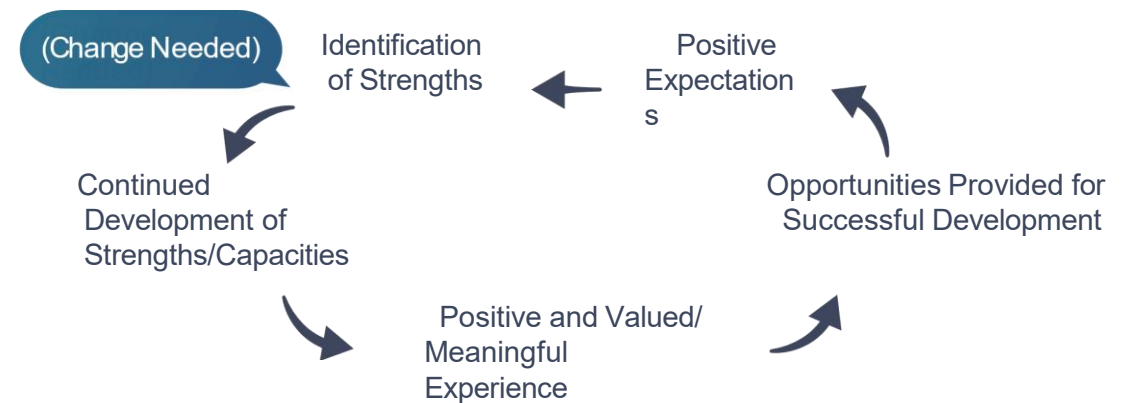 (Change Needed)
Identification
of Strengths
Positive
Expectation
s
Continued
Development of
Strengths/Capacities
Opportunities Provided for
Successful Development
Positive and Valued/
Meaningful
Experience